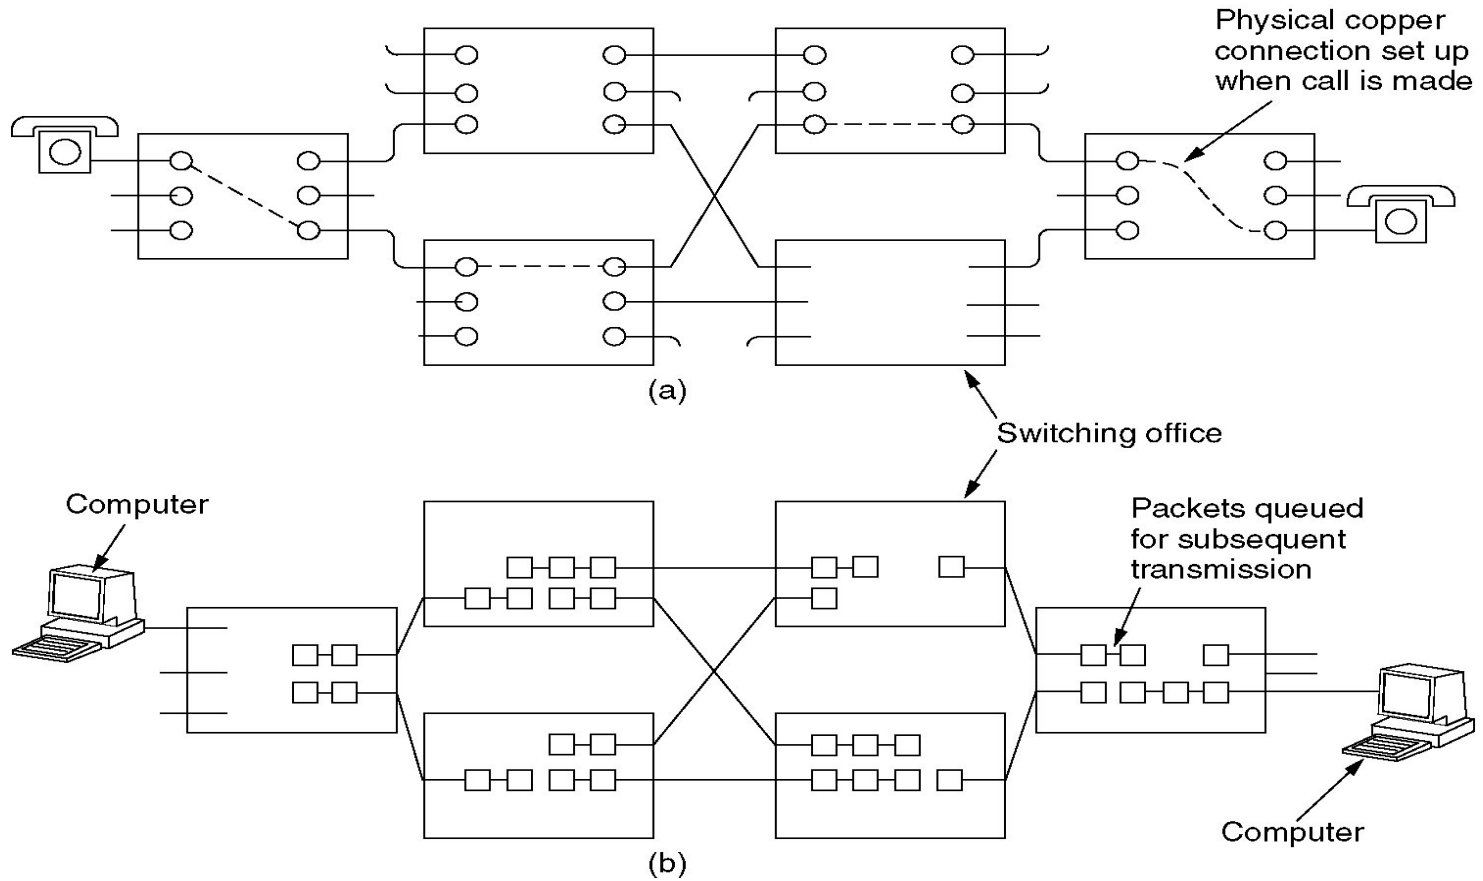 Physical copper
connection set up
when call is made
(a)
Switching office
Computer
Packets queued
for subsequent
transmission
Computer
(b)